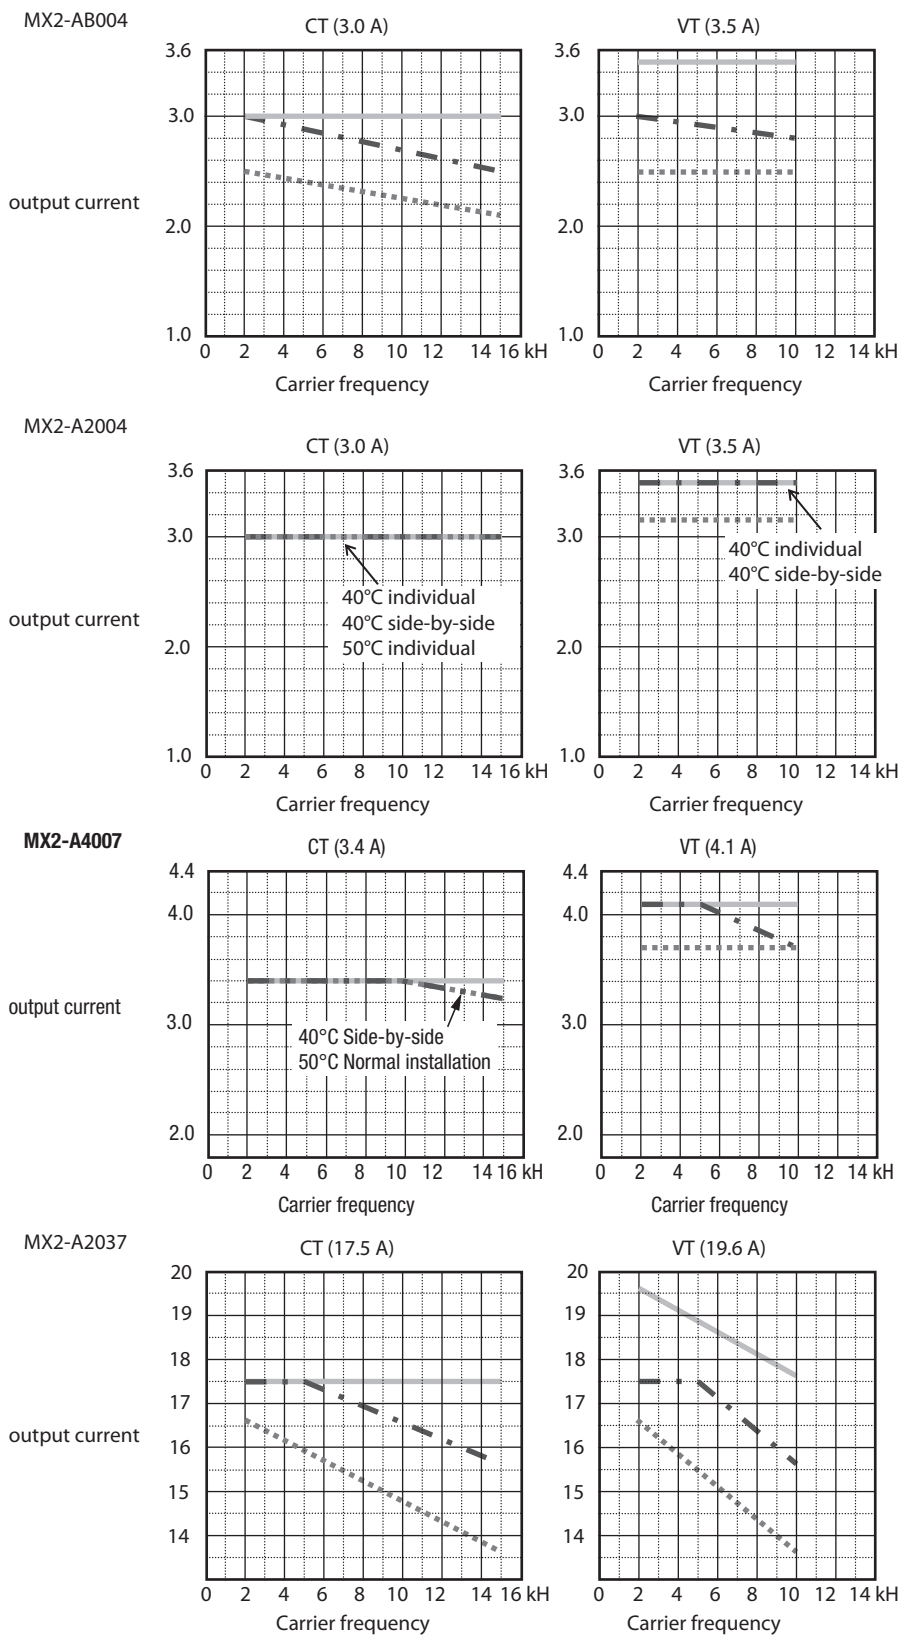 MX2-AB004
CT (3.0 A)
VT (3.5 A)
3.6
3.0
2.0
1.0
output current
0 2 4 6 8 10 12 14 16 kH
Carrier frequency
3.6
3.0
2.0
1.0
0 2 4 6 8 10 12 14 kH
Carrier frequency
MX2-A2004
CT (3.0 A)
VT (3.5 A)
3.6
3.0
2.0
1.0
output current
40°C individual
40°C side-by-side
50°C individual
0 2 4 6 8 10 12 14 16 kH
Carrier frequency
3.6
3.0
2.0
1.0
40°C individual
40°C side-by-side
0 2 4 6 8 10 12 14 kH
Carrier frequency
MX2-A4007
CT (3.4 A)
VT (4.1 A)
4.4
4.0
3.0
2.0
output current
40°C Side-by-side
50°C Normal installation
0 2 4 6 8 10 12 14 16 kH
Carrier frequency
4.4
4.0
3.0
2.0
0 2 4 6 8 10 12 14 kH
Carrier frequency
MX2-A2037
CT (17.5 A)
VT (19.6 A)
20
19
18
17
16
15
14
output current
0 2 4 6 8 10 12 14 16 kH
Carrier frequency
20
19
18
17
16
15
14
0 2 4 6 8 10 12 14 kH
Carrier frequency